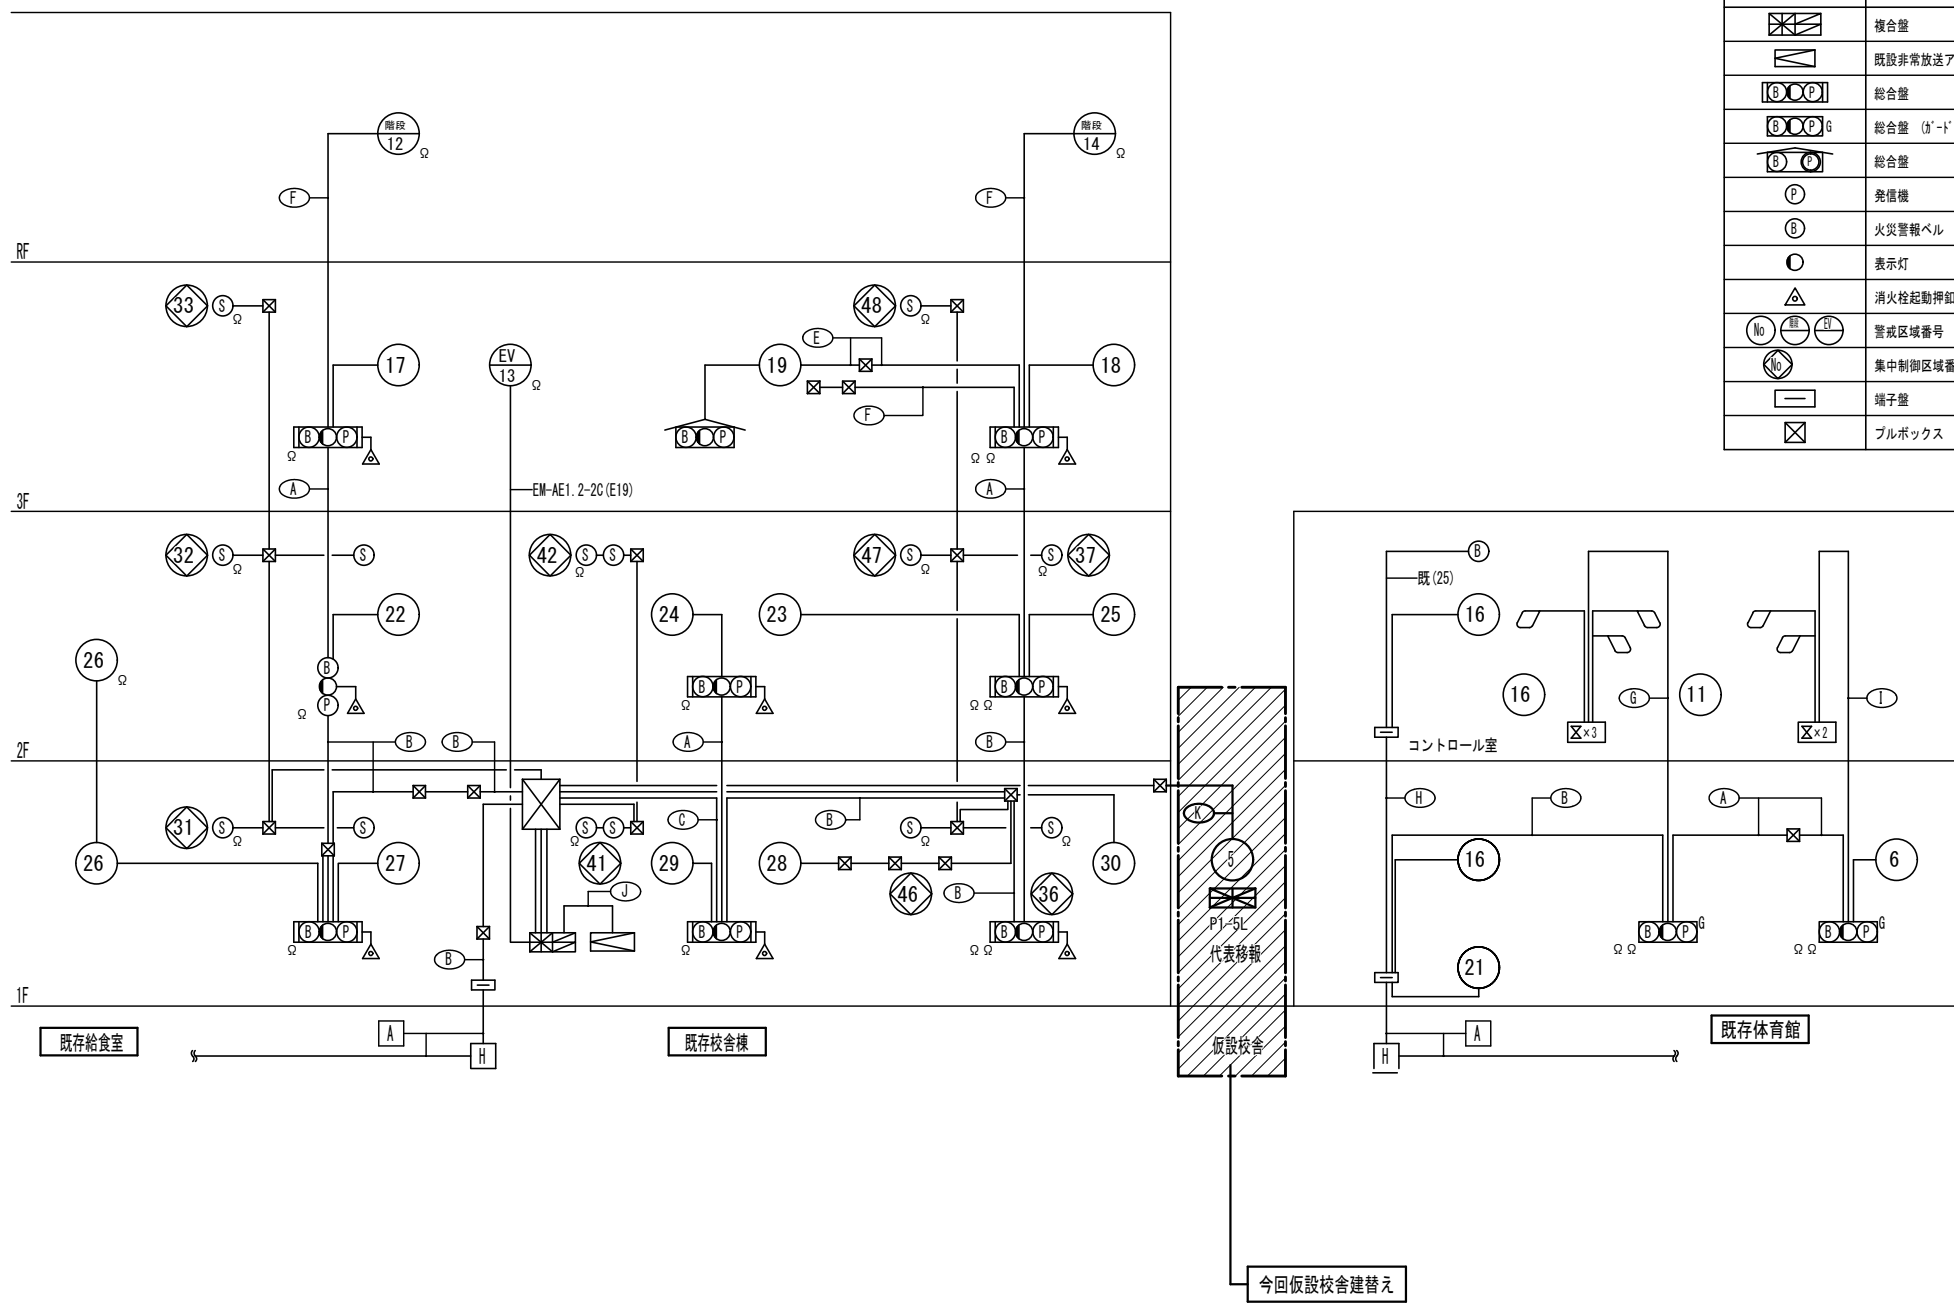 複合盤
既設非常放送ア
B P 総合盤
B P G 総合盤 (ガード
B P 総合盤
P 発信機
B 火災警報ベル
表示灯
消火栓起動押釦
No 階段 EV 警戒区域番号
No 集中制御区域番
端子盤
プルボックス
階段
12
Ω
階段
14
Ω
F
F
RF
33 S Ω
48 S Ω
E
17
EV
13
Ω
19
18
F
B P
Ω
B P
B P
Ω Ω
A
EM-AE1.2-2C(E19)
A
3F
32 S Ω S
42 S S Ω
47 S Ω S Ω 37
B
既(25)
22
24
23
25
16
26 Ω
B
P
Ω
B P
Ω
B P
Ω Ω
16
G
11
I
×3
×2
コントロール室
B
B
A
B
2F
H
B
A
31 S Ω S
C
B
S Ω S Ω
K
S S Ω
41
26
27
29
28
30
5
16
6
J
46
B
36
P1-5L
代表移報
B P
Ω
B P
Ω
B P
Ω Ω
B P G
Ω Ω
B P G
Ω Ω
B
21
1F
既存給食室
A
H
既存校舎棟
仮設校舎
A
H
既存体育館
今回仮設校舎建替え